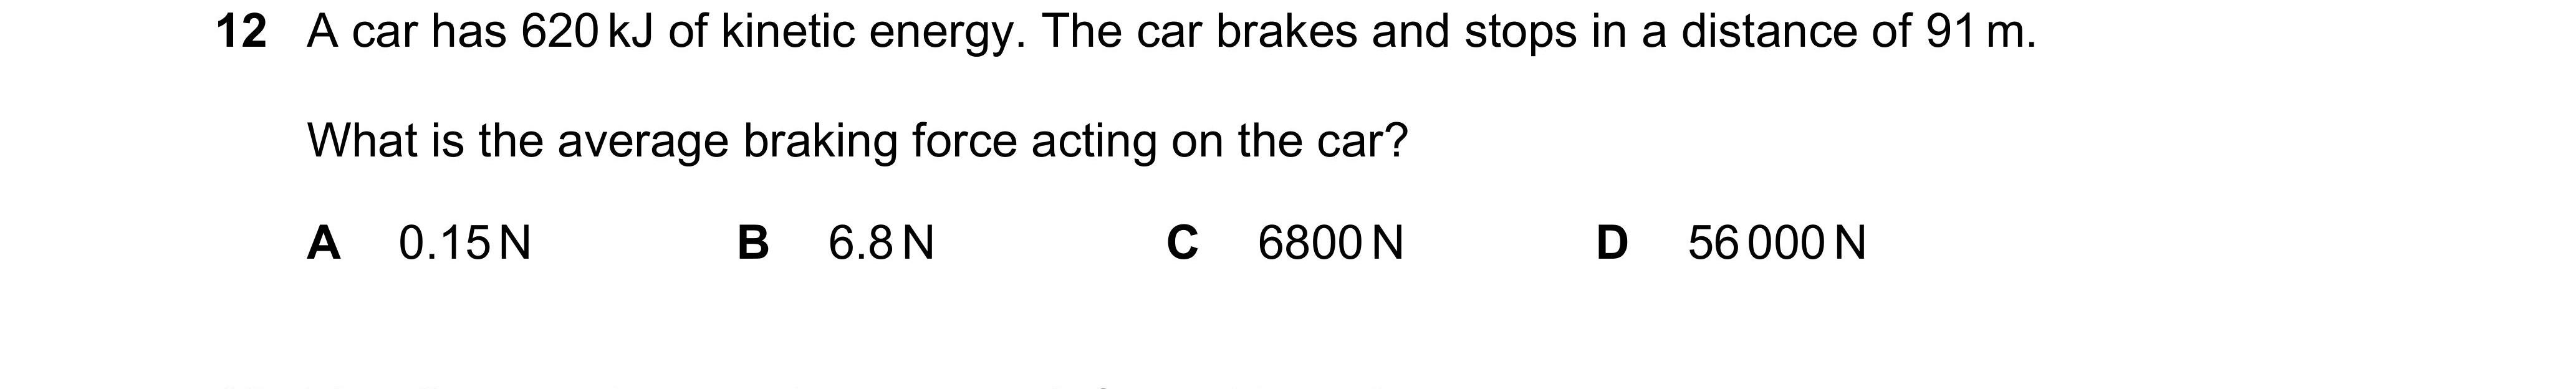 12 A car has 620 kJ of kinetic energy. The car brakes and stops in a distance of 91 m.
What is the average braking force acting on the car?
A 0.15 N B 6.8 N C 6800 N D 56 000 N